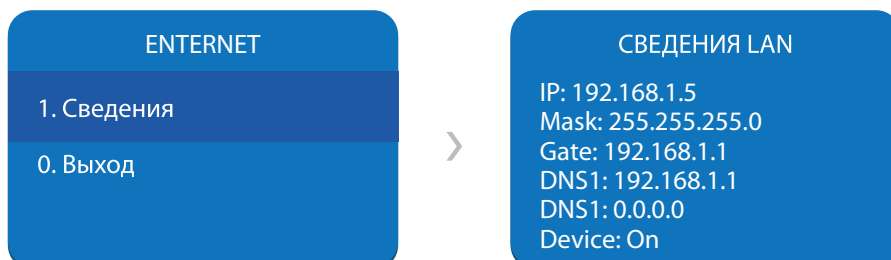 ENTERNET
1. Сведения
0. Выход
СВЕДЕНИЯ LAN
IP: 192.168.1.5
Mask: 255.255.255.0
Gate: 192.168.1.1
DNS1: 192.168.1.1
DNS1: 0.0.0.0
Device: On